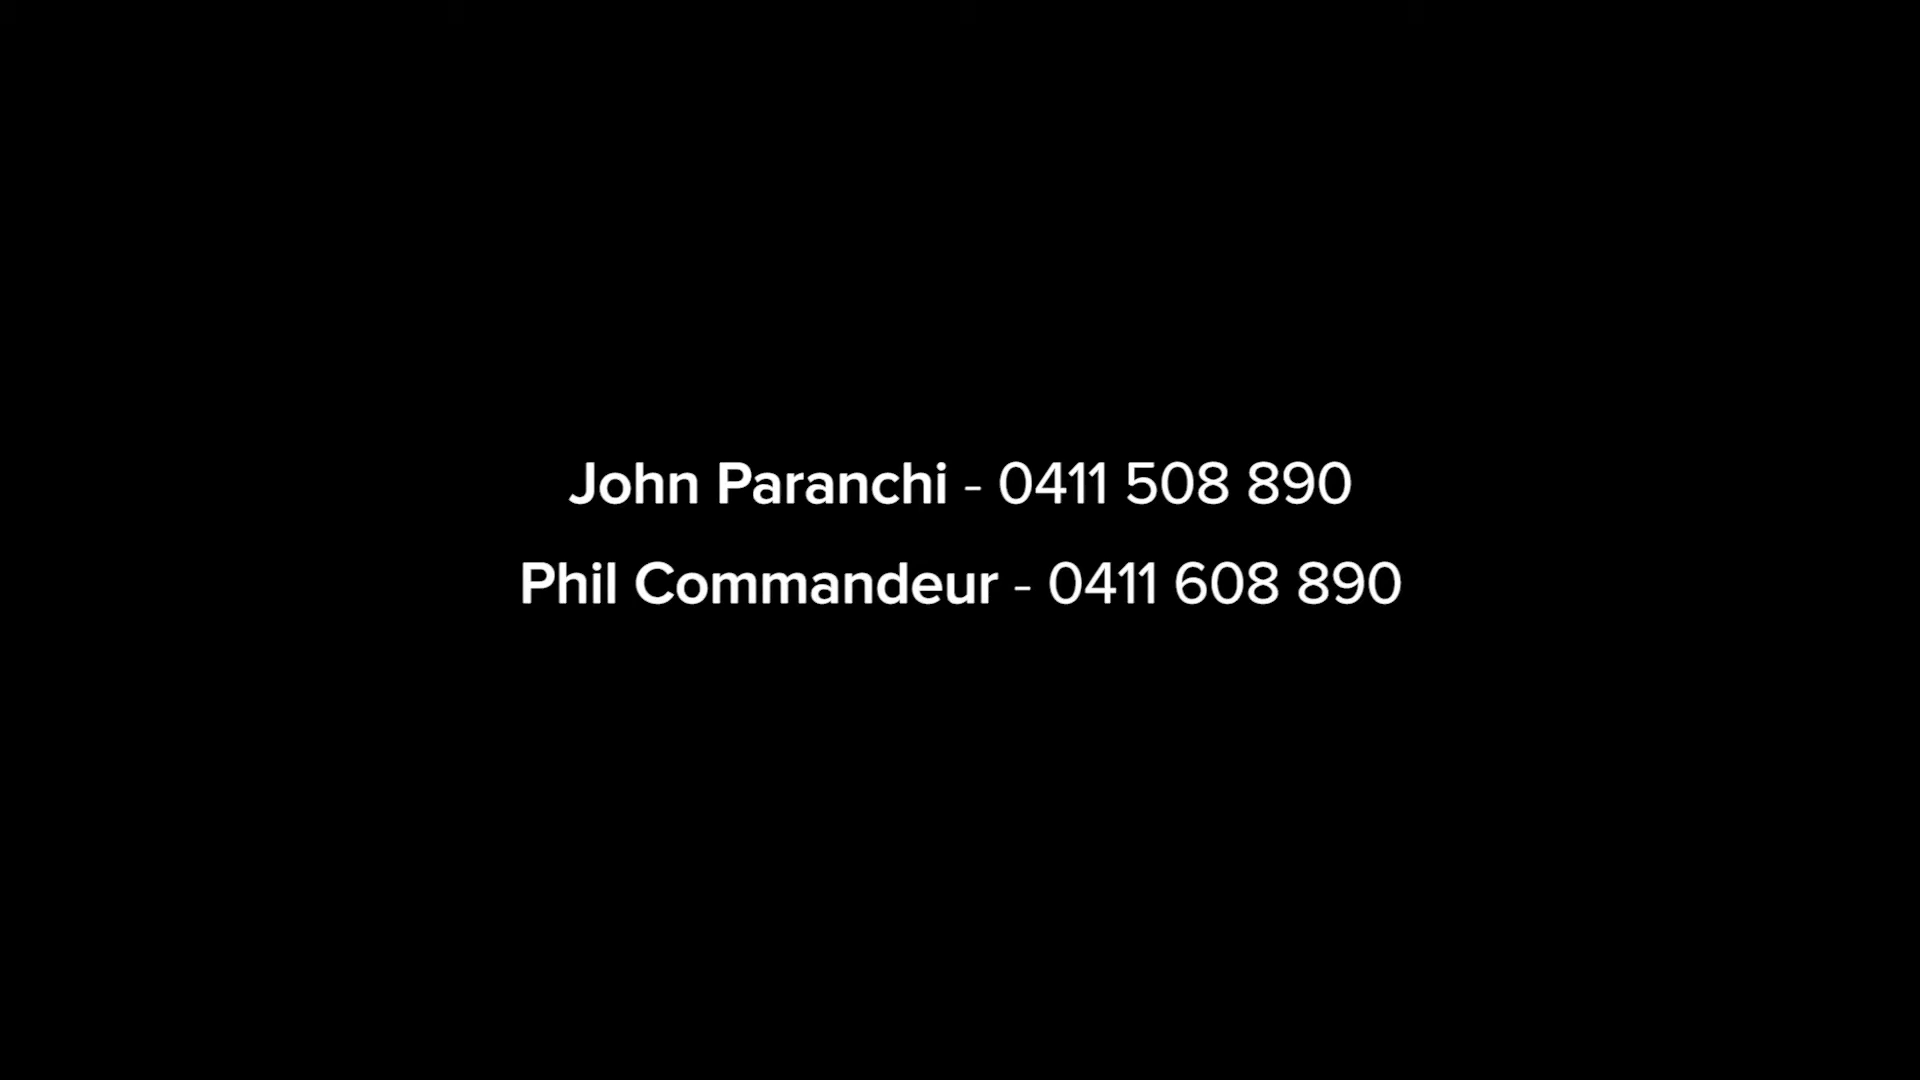 John Paranchi - 0411 508 890
Phil Commandeur - 0411 608 890